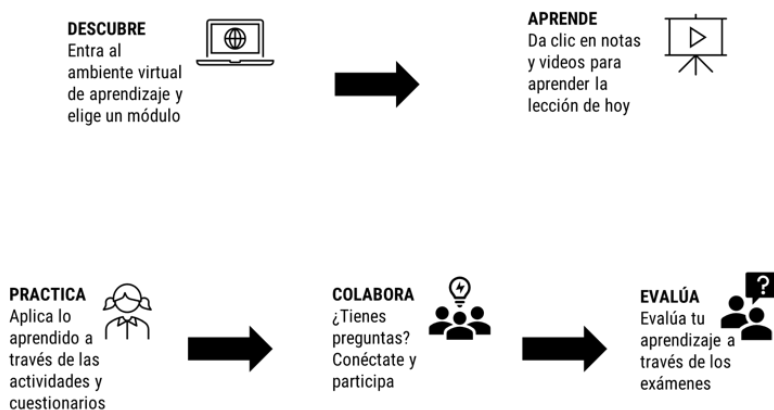 DESCUBRE
Entra al
ambiente virtual
de aprendizaje y
elige un módulo
APRENDE
Da clic en notas
y videos para
aprender la
lección de hoy
PRACTICA
Aplica lo
aprendido a
través de las
actividades y
cuestionarios
COLABORA
¿Tienes
preguntas?
Conéctate y
participa
EVALÚA
Evalúa tu
aprendizaje a
través de los
exámenes
?